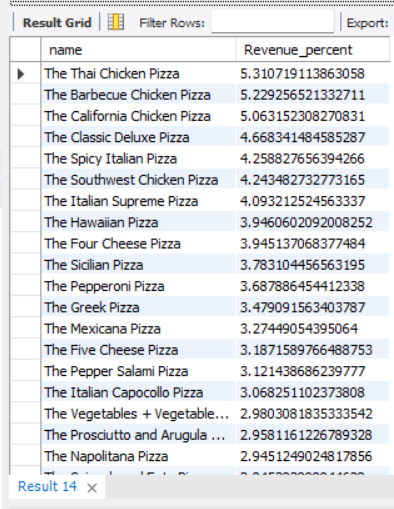 Result Grid Filter Rows: Export:
name Revenue_percent
The Thai Chicken Pizza 5.310719113863058
The Barbecue Chicken Pizza 5.229256521332711
The California Chicken Pizza 5.063152308270831
The Classic Deluxe Pizza 4.668341484585287
The Spicy Italian Pizza 4.258827656394266
The Southwest Chicken Pizza 4.243482732773165
The Italian Supreme Pizza 4.093212524563337
The Hawaiian Pizza 3.9460602092008252
The Four Cheese Pizza 3.945137068377484
The Sicilian Pizza 3.783104456563195
The Pepperoni Pizza 3.687886454412338
The Greek Pizza 3.479091563403787
The Mexicana Pizza 3.27449054395064
The Five Cheese Pizza 3.1871589766488753
The Pepper Salami Pizza 3.121438686239777
The Italian Capocollo Pizza 3.068251102373808
The Vegetables + Vegetable... 2.9803081835333542
The Prosciutto and Arugula ... 2.9581161226789328
The Napolitana Pizza 2.9451249024817856
Result 14